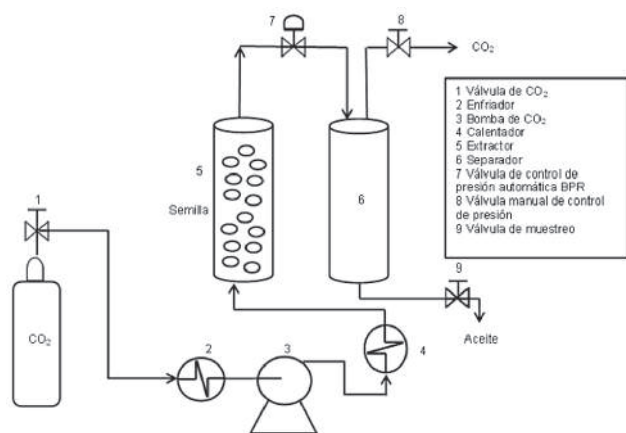 7
8
CO₂
5
Semilla
6
1 Válvula de CO₂
2 Enfriador
3 Bomba de CO₂
4 Calentador
5 Extractor
6 Separador
7 Válvula de control de
presión automática BPR
8 Válvula manual de control
de presión
9 Válvula de muestreo
1
9
Aceite
CO₂
2
3
4